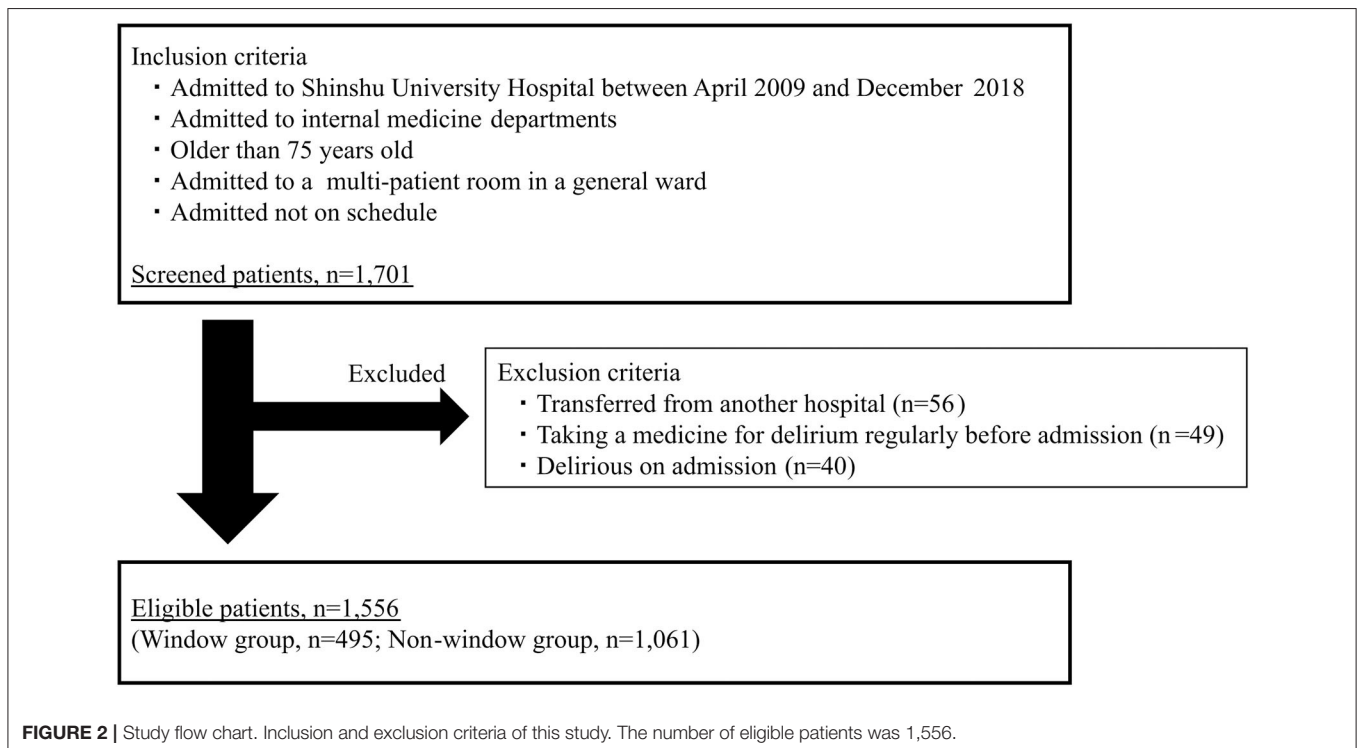 Inclusion criteria
・Admitted to Shinshu University Hospital between April 2009 and December 2018
・Admitted to internal medicine departments
・Older than 75 years old
・Admitted to a multi-patient room in a general ward
・Admitted not on schedule
Screened patients, n=1,701
Excluded
Exclusion criteria
・Transferred from another hospital (n=56)
・Taking a medicine for delirium regularly before admission (n=49)
・Delirious on admission (n=40)
Eligible patients, n=1,556
(Window group, n=495; Non-window group, n=1,061)
FIGURE 2 | Study flow chart. Inclusion and exclusion criteria of this study. The number of eligible patients was 1,556.